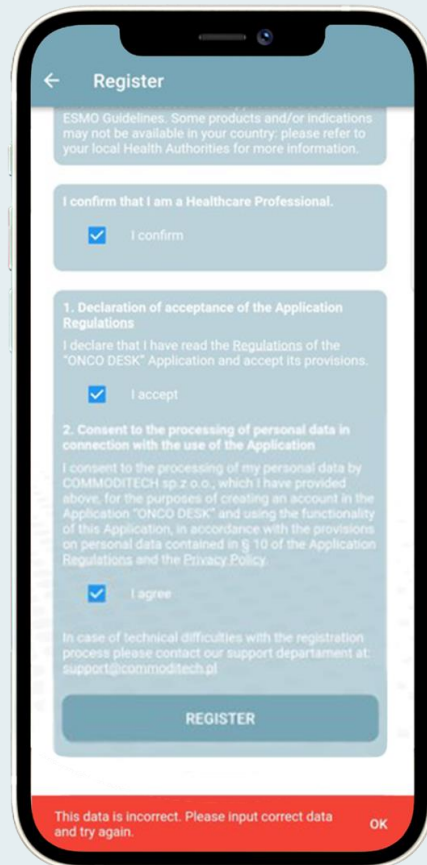 Register
ESMO Guidelines. Some products and/or indications
may not be available in your country: please refer to
your local Health Authorities for more information.
I confirm that I am a Healthcare Professional.
I confirm
1. Declaration of acceptance of the Application
Regulations
I declare that I have read the Regulations of the
"ONCO DESK" Application and accept its provisions.
I accept
2. Consent to the processing of personal data in
connection with the use of the Application
I consent to the processing of my personal data by
COMMODITECH sp.z o.o., which I have provided
above, for the purposes of creating an account in the
Application "ONCO DESK" and using the functionality
of this Application, in accordance with the provisions
on personal data contained in § 10 of the Application
Regulations and the Privacy Policy.
I agree
In case of technical difficulties with the registration
process please contact our support departament at:
support@commoditech.pl
REGISTER
This data is incorrect. Please input correct data
and try again.
OK